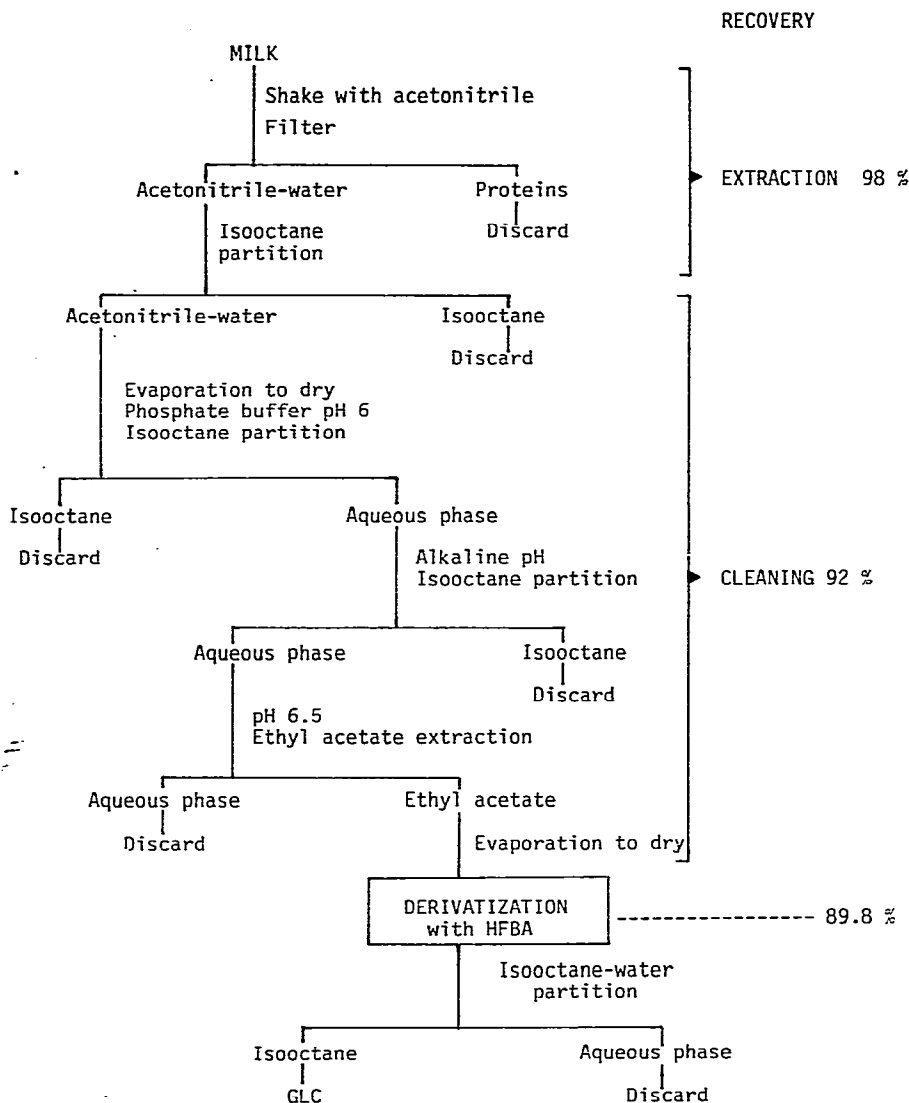 RECOVERY
MILK
Shake with acetonitrile
Filter
Acetonitrile-water
Proteins
EXTRACTION 98 %
Discard
Isooctane
partition
Acetonitrile-water
Isooctane
Discard
Evaporation to dry
Phosphate buffer pH 6
Isooctane partition
Isooctane
Aqueous phase
Discard
Alkaline pH
Isooctane partition
CLEANING 92 %
Aqueous phase
Isooctane
Discard
pH 6.5
Ethyl acetate extraction
Aqueous phase
Ethyl acetate
Discard
Evaporation to dry
DERIVATIZATION
with HFBA
89.8 %
Isooctane-water
partition
Isooctane
Aqueous phase
GLC
Discard